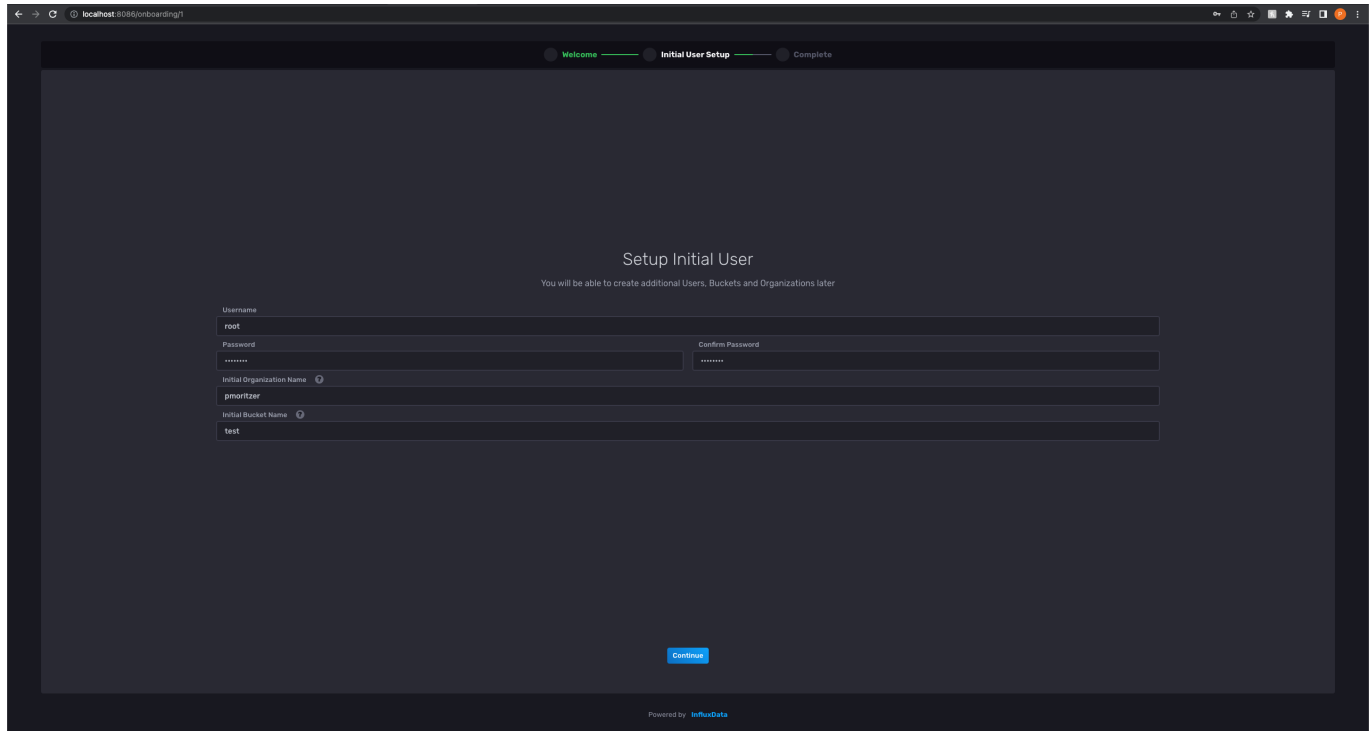 localhost:8086/onboarding/1
Welcome Initial User Setup Complete
Setup Initial User
You will be able to create additional Users, Buckets and Organizations later
Username
root
Password Confirm Password
•••••••• ••••••••
Initial Organization Name ?
pmoritzer
Initial Bucket Name ?
test
Continue
Powered by InfluxData